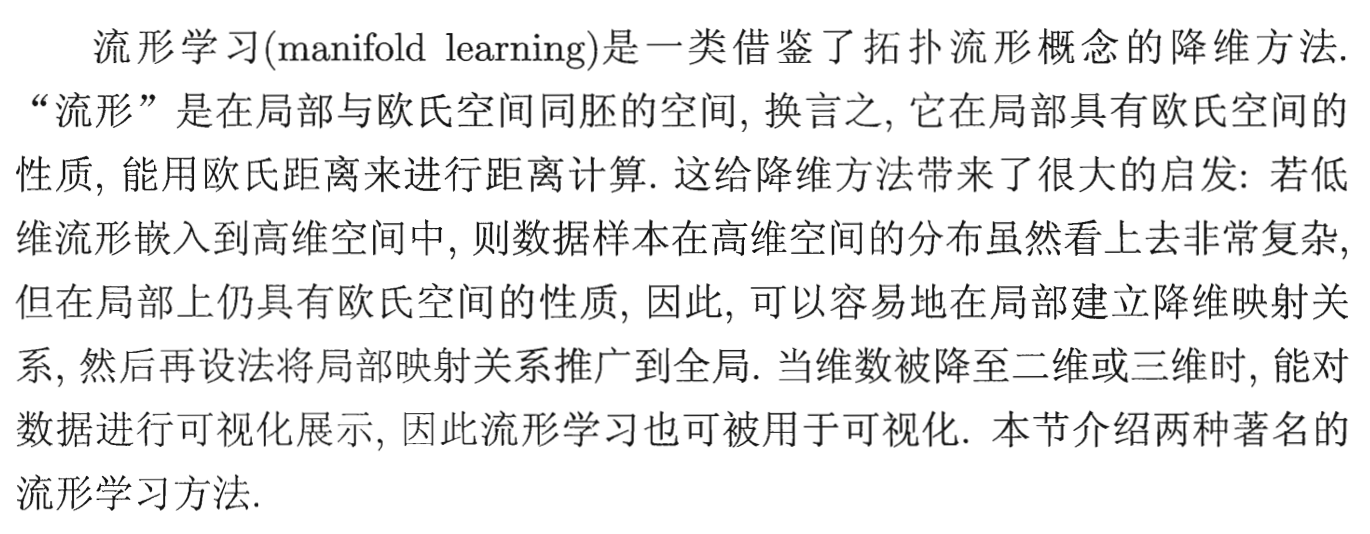 流形学习(manifold learning)是一类借鉴了拓扑流形概念的降维方法.
“流形”是在局部与欧氏空间同胚的空间, 换言之, 它在局部具有欧氏空间的
性质, 能用欧氏距离来进行距离计算. 这给降维方法带来了很大的启发: 若低
维流形嵌入到高维空间中, 则数据样本在高维空间的分布虽然看上去非常复杂,
但在局部上仍具有欧氏空间的性质, 因此, 可以容易地在局部建立降维映射关
系, 然后再设法将局部映射关系推广到全局. 当维数被降至二维或三维时, 能对
数据进行可视化展示, 因此流形学习也可被用于可视化. 本节介绍两种著名的
流形学习方法.